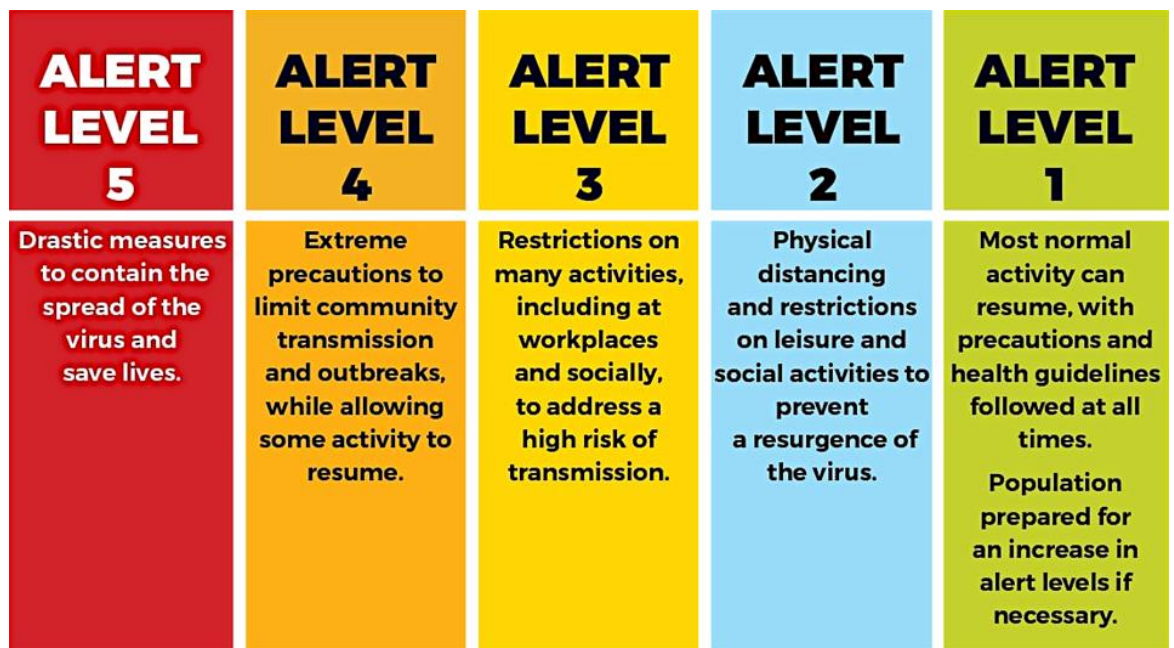 ALERT
LEVEL
5
Drastic measures
to contain the
spread of the
virus and
save lives.
ALERT
LEVEL
4
Extreme
precautions to
limit community
transmission
and outbreaks,
while allowing
some activity to
resume.
ALERT
LEVEL
3
Restrictions on
many activities,
including at
workplaces
and socially,
to address a
high risk of
transmission.
ALERT
LEVEL
2
Physical
distancing
and restrictions
on leisure and
social activities to
prevent
a resurgence of
the virus.
ALERT
LEVEL
1
Most normal
activity can
resume, with
precautions and
health guidelines
followed at all
times.
Population
prepared for
an increase in
alert levels if
necessary.